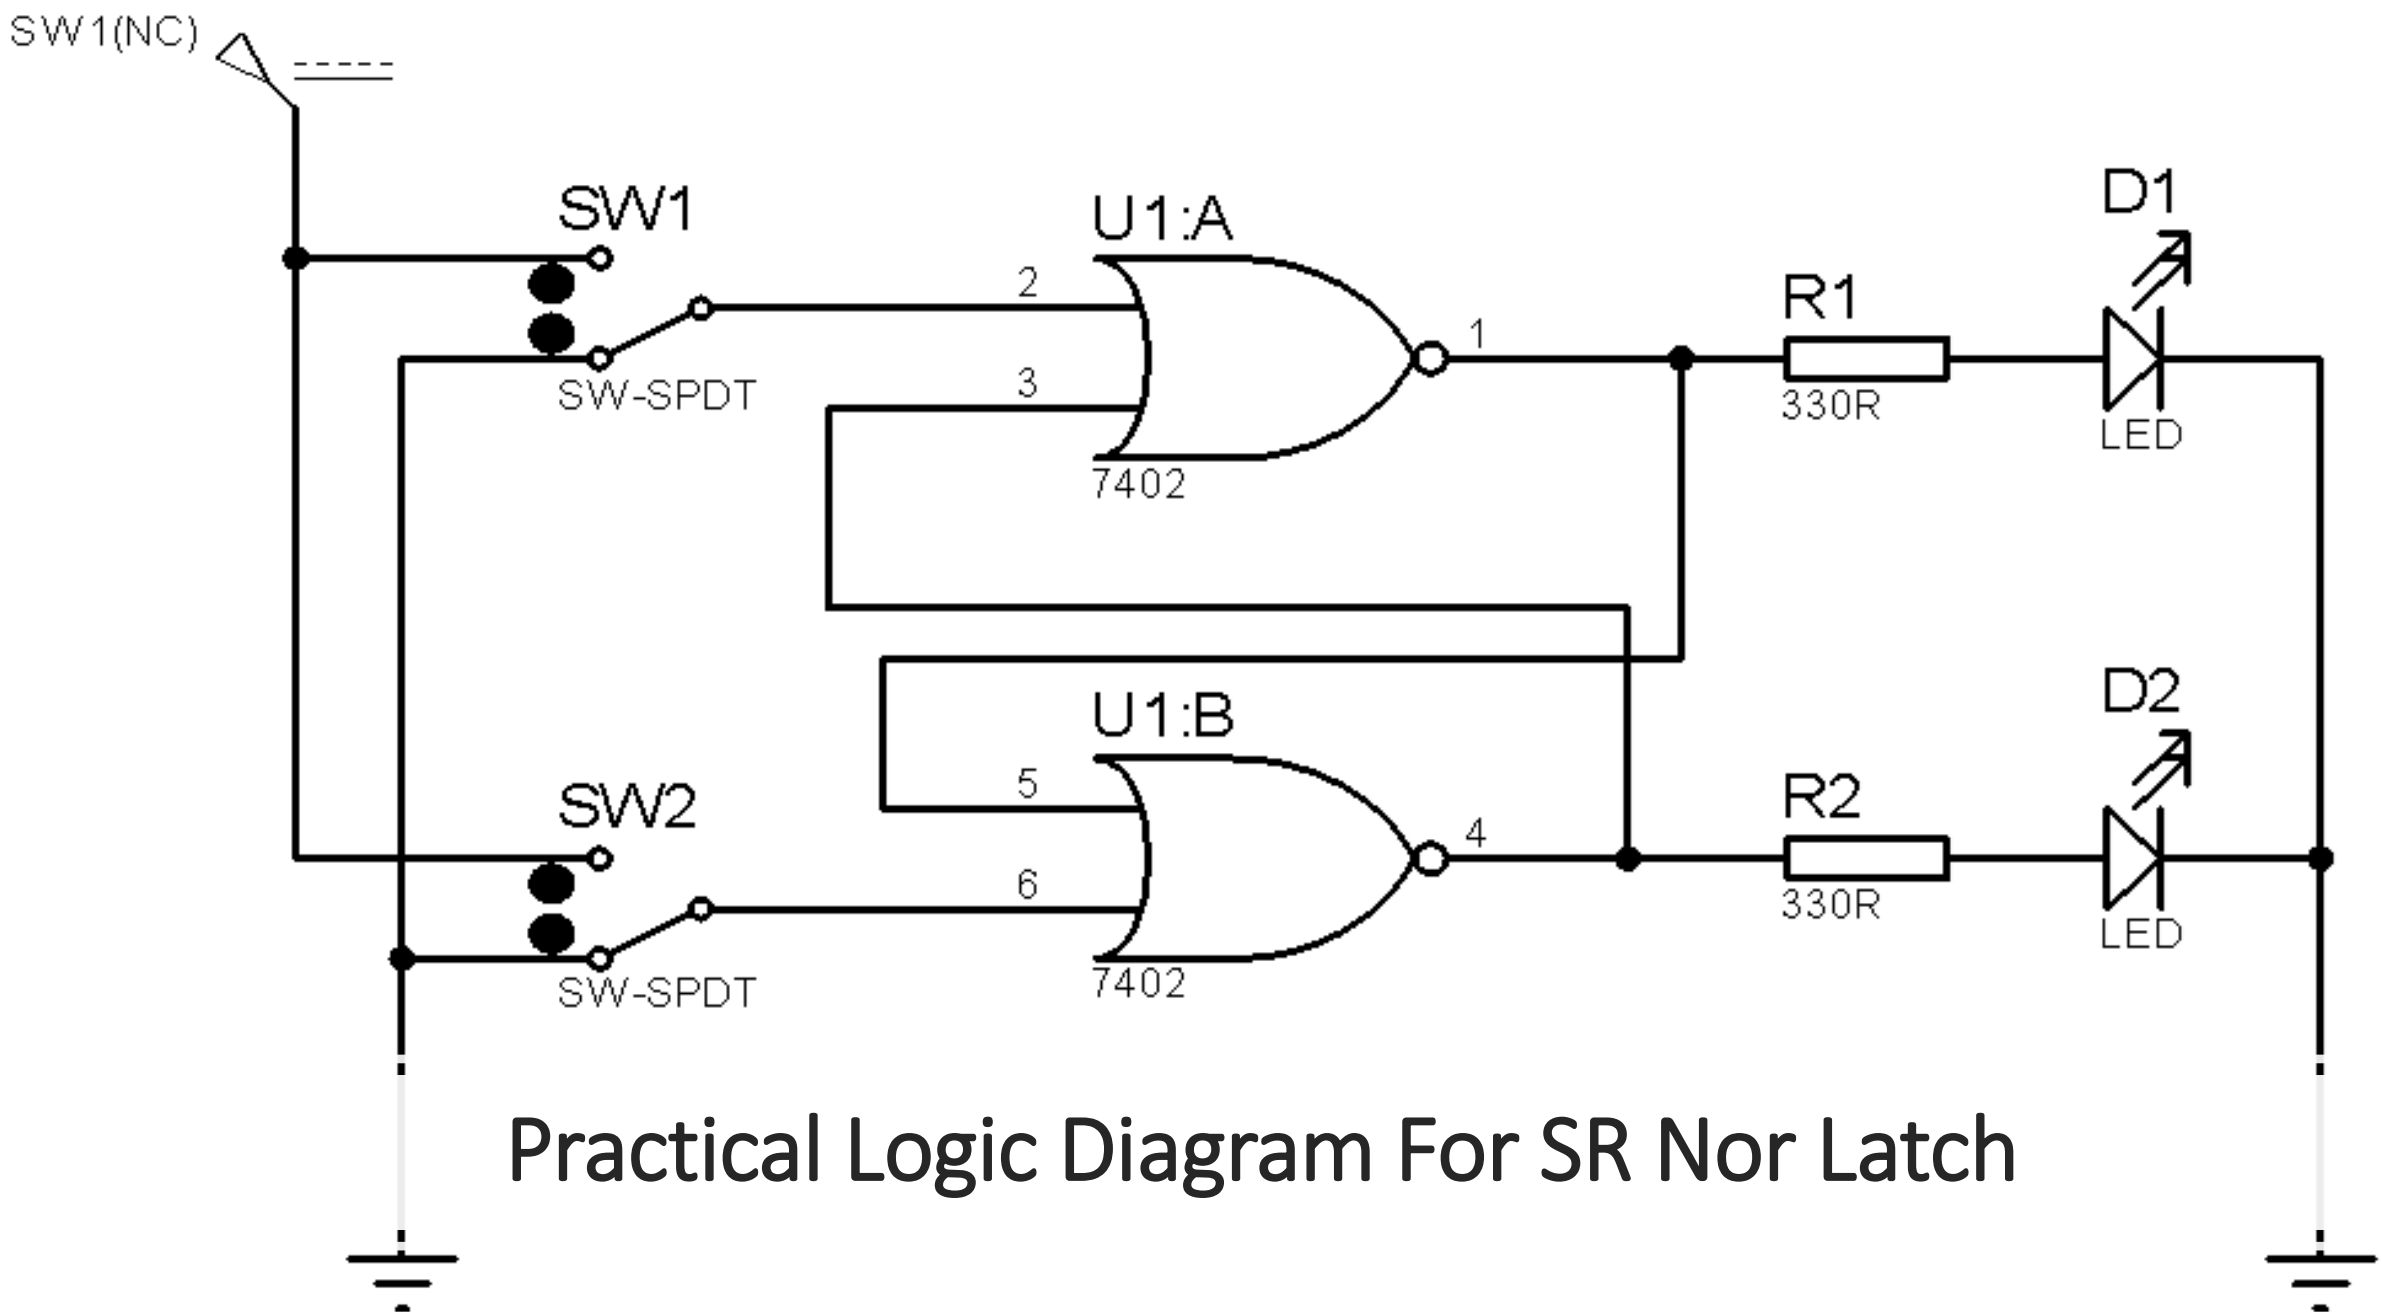 SW1(NC)
SW1
SW-SPDT
U1:A
2
3
1
7402
R1
330R
D1
LED
SW2
SW-SPDT
U1:B
5
6
4
7402
R2
330R
D2
LED
Practical Logic Diagram For SR Nor Latch